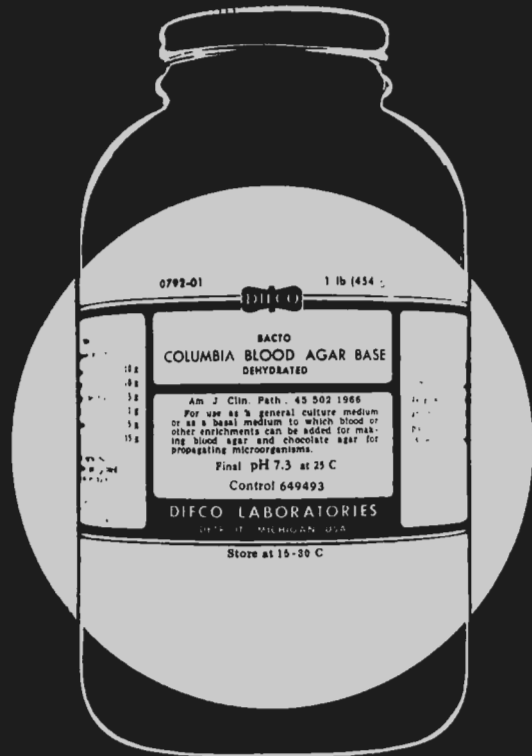 0792-01 1 lb (454
DIFCO
BACTO
COLUMBIA BLOOD AGAR BASE
DEHYDRATED
Am J Clin. Path. 45 502 1966
For use as a general culture medium
or as a basal medium to which blood or
other enrichments can be added for mak-
ing blood agar and chocolate agar for
propagating microorganisms.
Final pH 7.3 at 25 C
Control 649493
DIFCO LABORATORIES
MICHIGAN USA
Store at 15-30 C